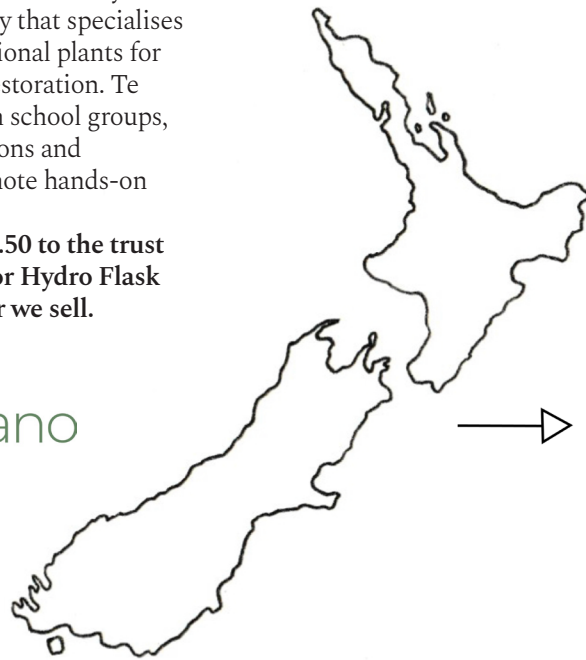 y that specialises
ional plants for
storation. Te
n school groups,
ons and
note hands-on
.50 to the trust
or Hydro Flask
r we sell.
ano